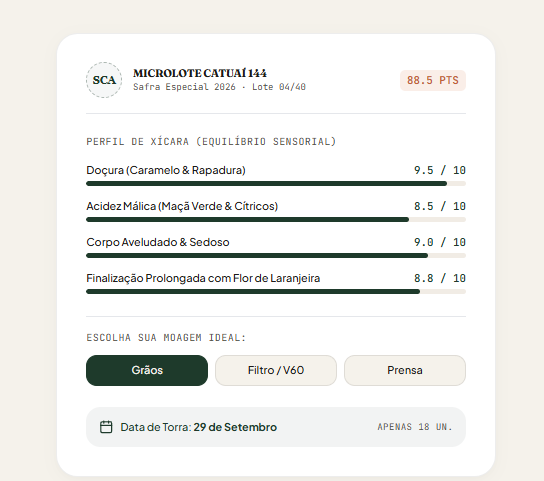 SCA
MICROLOTE CATUAÍ 144
Safra Especial 2026 · Lote 04/40
88.5 PTS
PERFIL DE XÍCARA (EQUILÍBRIO SENSORIAL)
Doçura (Caramelo & Rapadura) 9.5 / 10
Acidez Málica (Maçã Verde & Cítricos) 8.5 / 10
Corpo Aveludado & Sedoso 9.0 / 10
Finalização Prolongada com Flor de Laranjeira 8.8 / 10
ESCOLHA SUA MOAGEM IDEAL:
Grãos Filtro / V60 Prensa
Data de Torra: 29 de Setembro APENAS 18 UN.